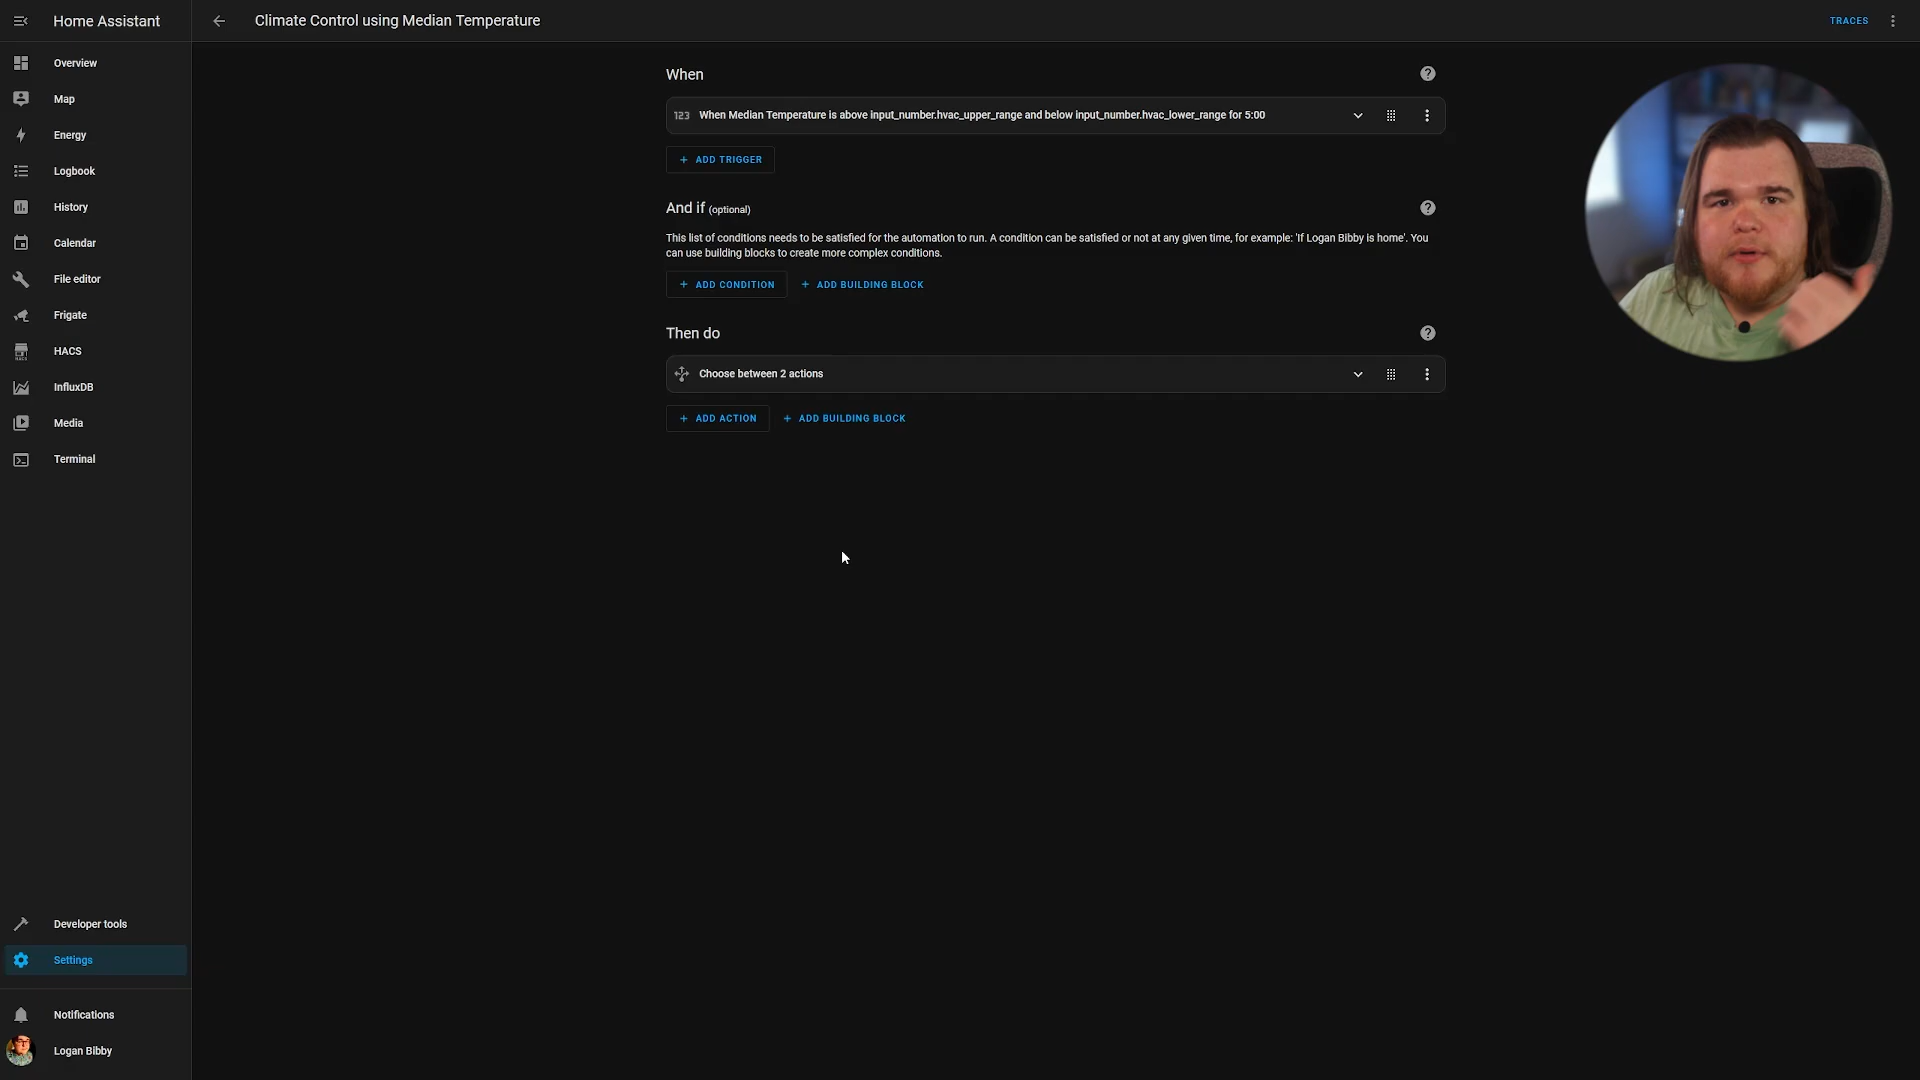 Home Assistant
Climate Control using Median Temperature
TRACES
Overview
Map
Energy
Logbook
History
Calendar
File editor
Frigate
HACS
InfluxDB
Media
Terminal
Developer tools
Settings
Notifications
Logan Bibby
When
123 When Median Temperature is above input_number.hvac_upper_range and below input_number.hvac_lower_range for 5:00
+ ADD TRIGGER
And if (optional)
This list of conditions needs to be satisfied for the automation to run. A condition can be satisfied or not at any given time, for example: 'If Logan Bibby is home'. You
can use building blocks to create more complex conditions.
+ ADD CONDITION + ADD BUILDING BLOCK
Then do
Choose between 2 actions
+ ADD ACTION + ADD BUILDING BLOCK